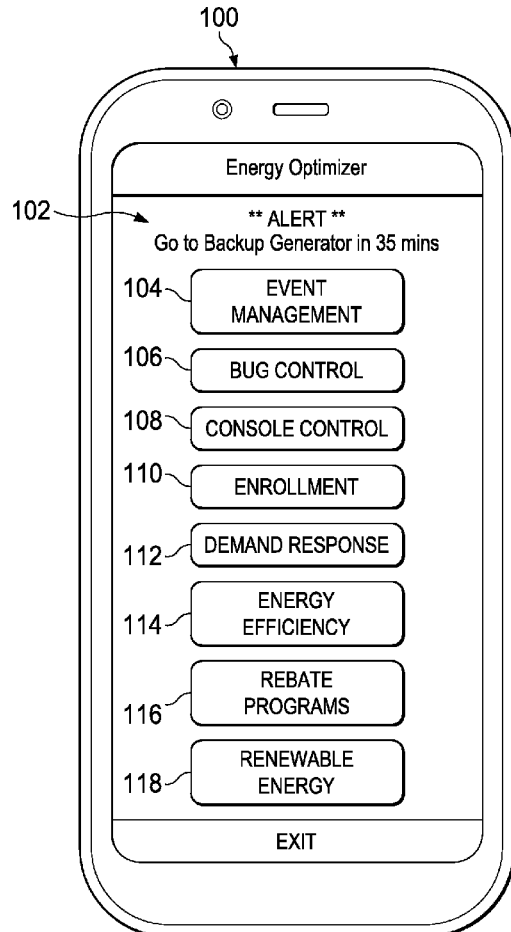 100
Energy Optimizer
102
** ALERT **
Go to Backup Generator in 35 mins
104
EVENT
MANAGEMENT
106
BUG CONTROL
108
CONSOLE CONTROL
110
ENROLLMENT
112
DEMAND RESPONSE
114
ENERGY
EFFICIENCY
116
REBATE
PROGRAMS
118
RENEWABLE
ENERGY
EXIT